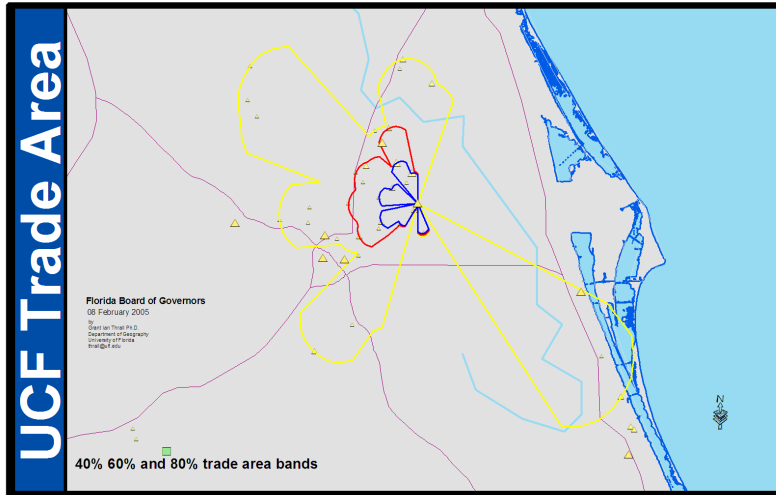 UCF Trade Area
Florida Board of Governors
08 February 2005
by
Grant Ian Thrall Ph.D.
Department of Geography
University of Florida
thrall@ufl.edu
40% 60% and 80% trade area bands
N